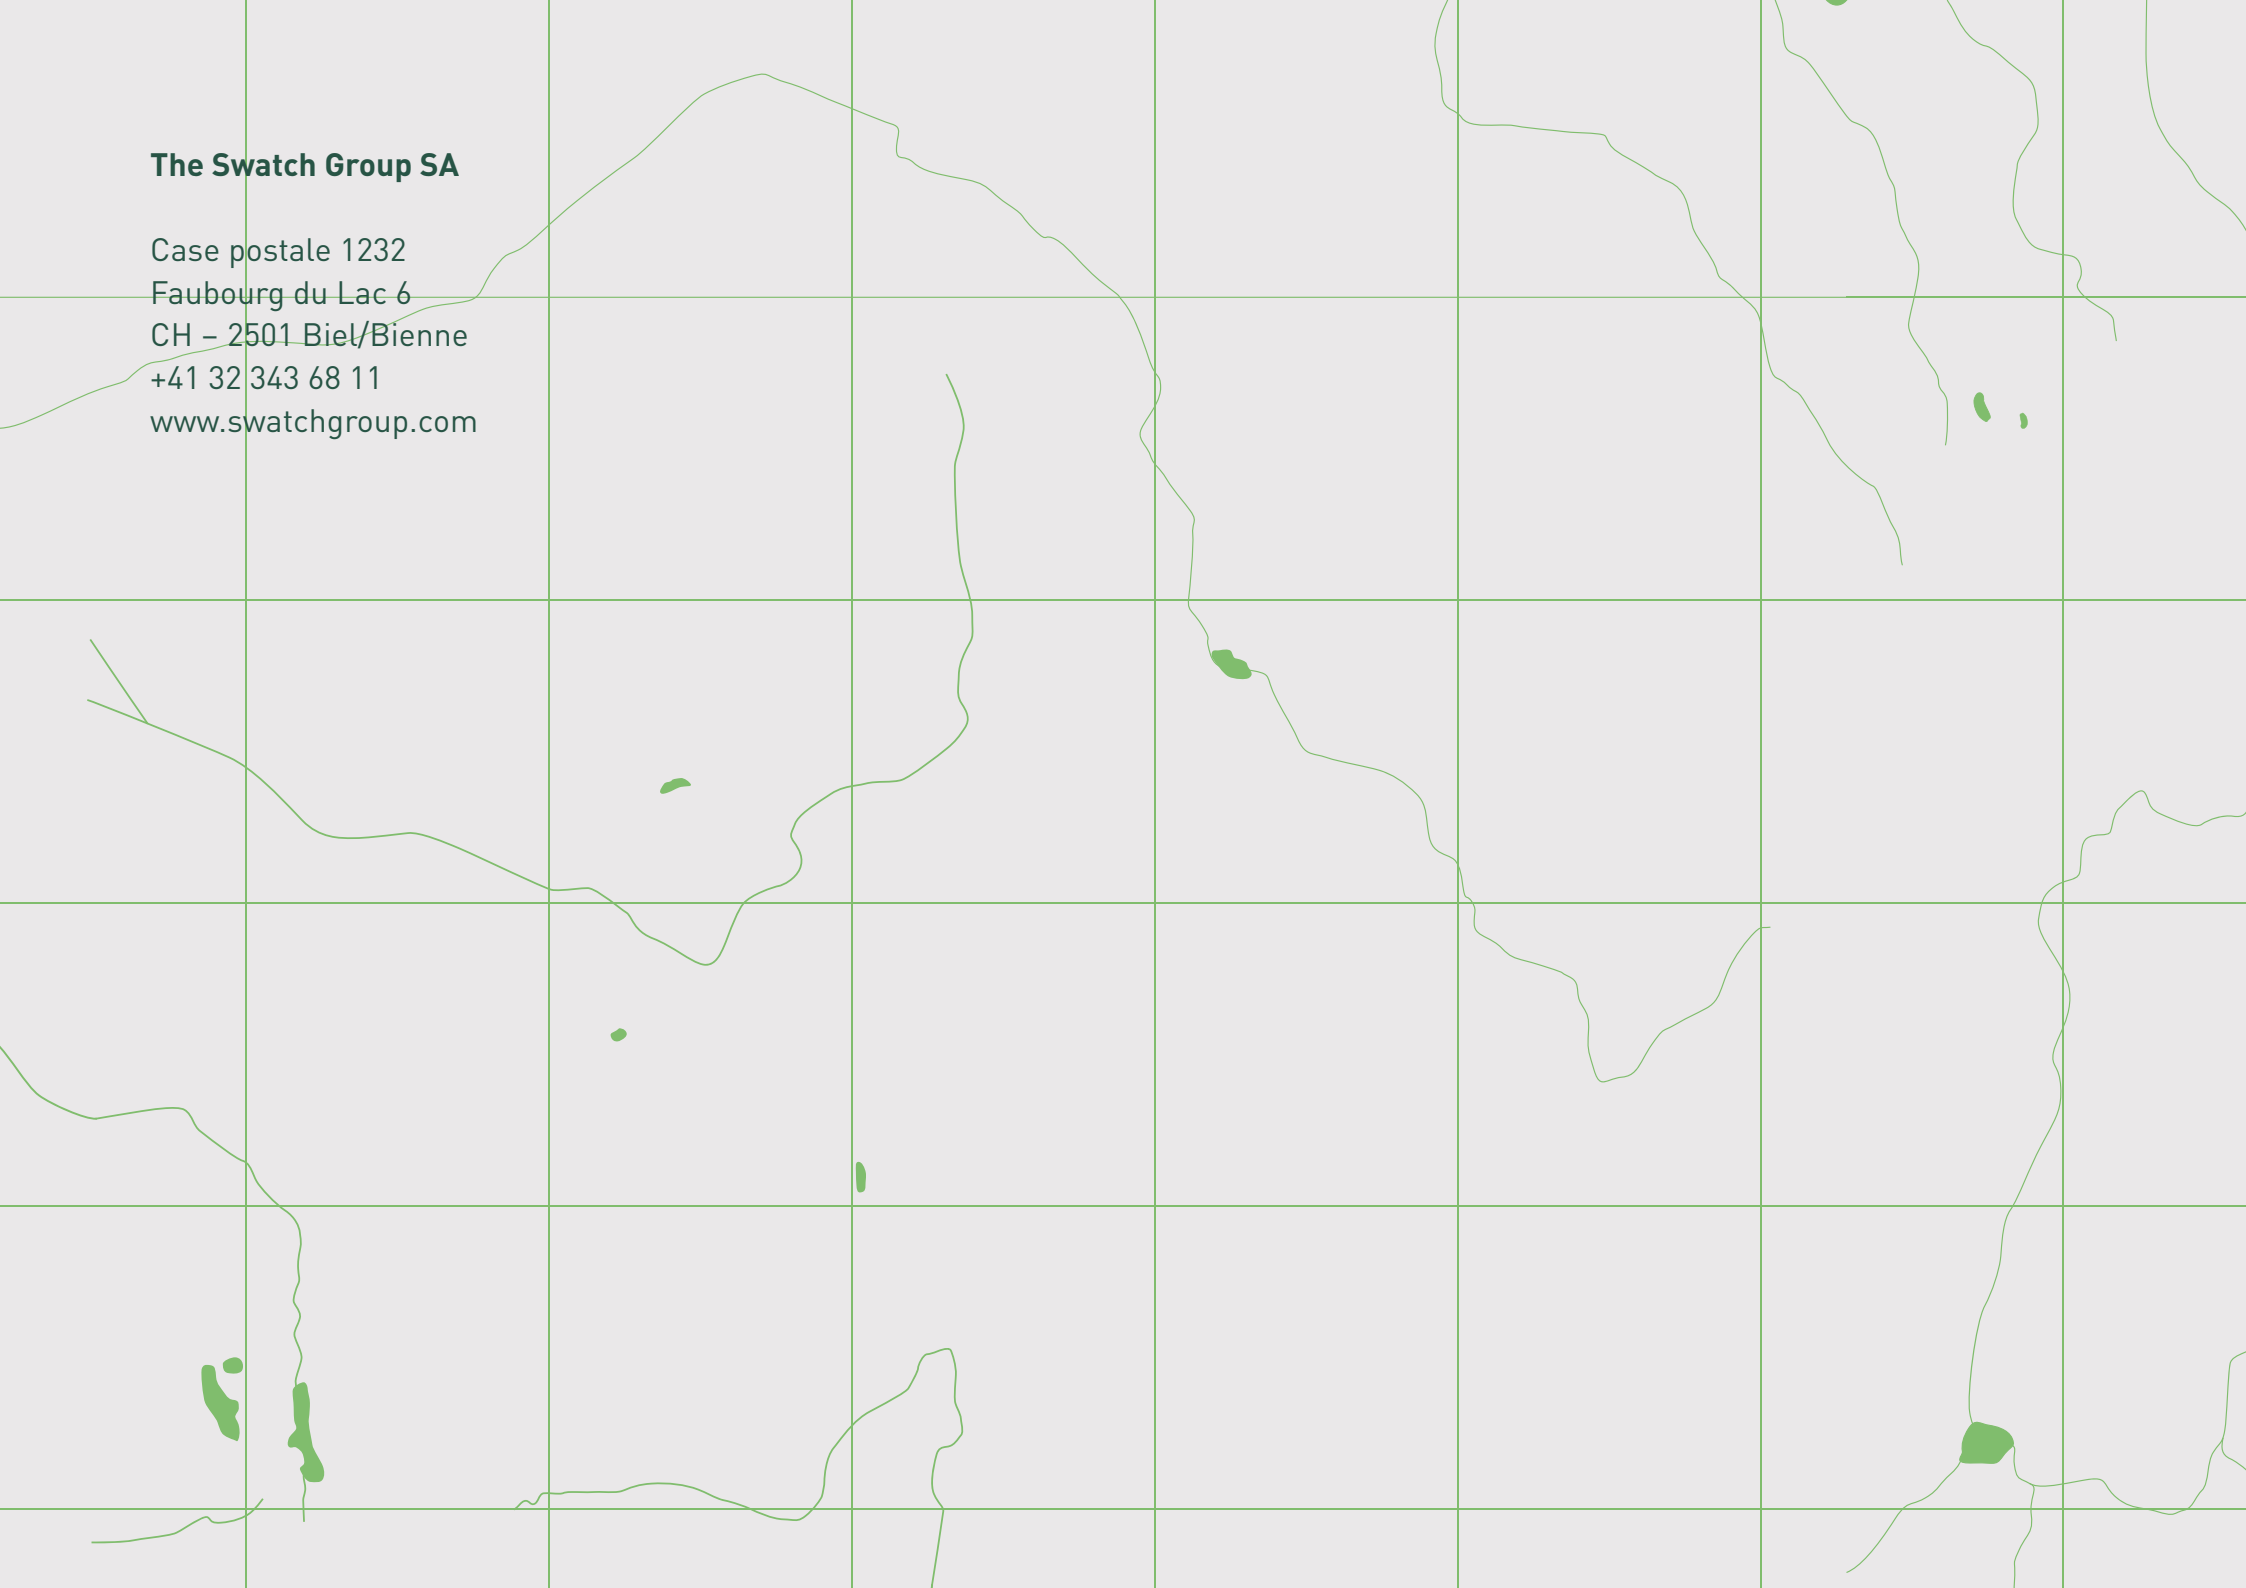 The Swatch Group SA
Case postale 1232
Faubourg du Lac 6
CH – 2501 Biel/Bienne
+41 32 343 68 11
www.swatchgroup.com